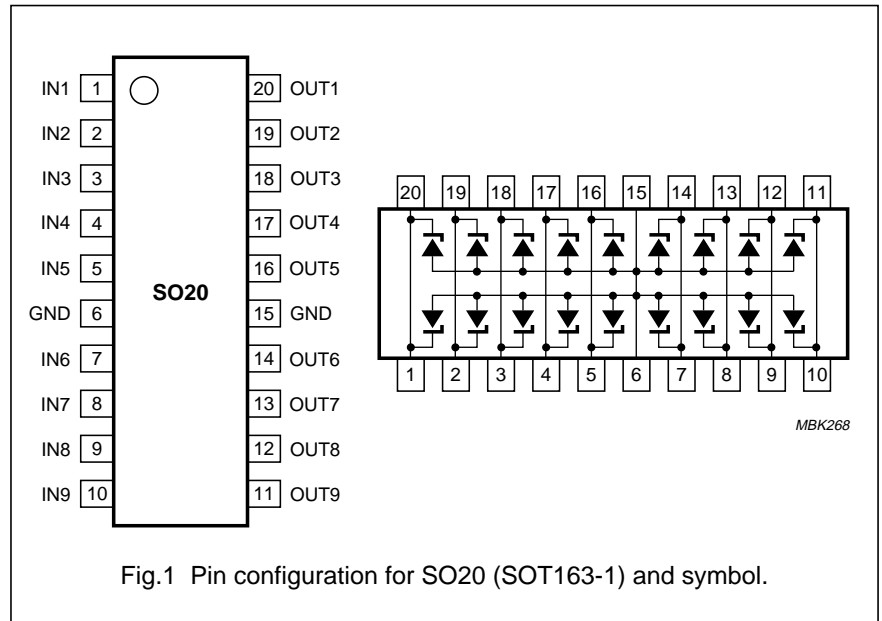 IN1 1 20 OUT1
IN2 2 19 OUT2
IN3 3 18 OUT3
IN4 4 17 OUT4
IN5 5 16 OUT5
SO20
GND 6 15 GND
IN6 7 14 OUT6
IN7 8 13 OUT7
IN8 9 12 OUT8
IN9 10 11 OUT9
20 19 18 17 16 15 14 13 12 11
1 2 3 4 5 6 7 8 9 10
MBK268
Fig.1 Pin configuration for SO20 (SOT163-1) and symbol.